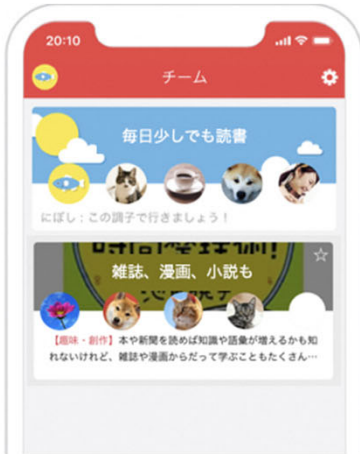 20:10
チーム
毎日少しでも読書
にぼし：この調子で行きましょう！
雑誌、漫画、小説も
【趣味・創作】本や新聞を読めば知識や語彙が増えるかも知
れないけれど、雑誌や漫画からだって学ぶこともたくさん…